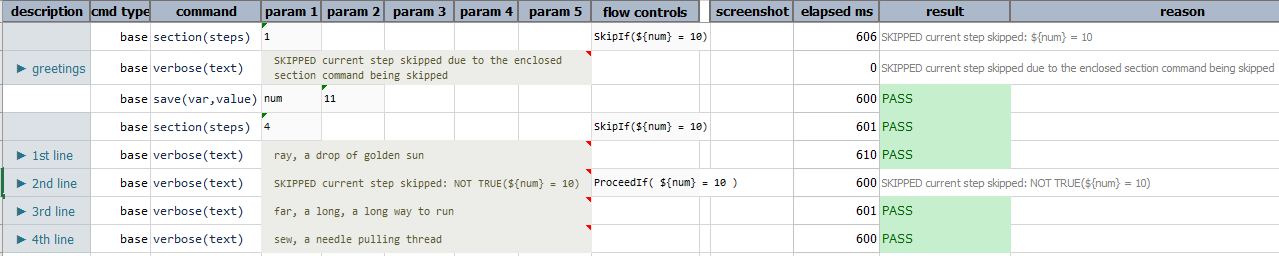 description cmd type command param 1 param 2 param 3 param 4 param 5 flow controls screenshot elapsed ms result reason
base section(steps) 1 SkipIf(${num} = 10) 606 SKIPPED current step skipped: ${num} = 10
► greetings base verbose(text) SKIPPED current step skipped due to the enclosed
section command being skipped 0 SKIPPED current step skipped due to the enclosed section command being skipped
base save(var,value) num 11 600 PASS
base section(steps) 4 SkipIf(${num} = 10) 601 PASS
► 1st line base verbose(text) ray, a drop of golden sun 610 PASS
► 2nd line base verbose(text) SKIPPED current step skipped: NOT TRUE(${num} = 10) ProceedIf( ${num} = 10 ) 600 SKIPPED current step skipped: NOT TRUE(${num} = 10)
► 3rd line base verbose(text) far, a long, a long way to run 601 PASS
► 4th line base verbose(text) sew, a needle pulling thread 600 PASS